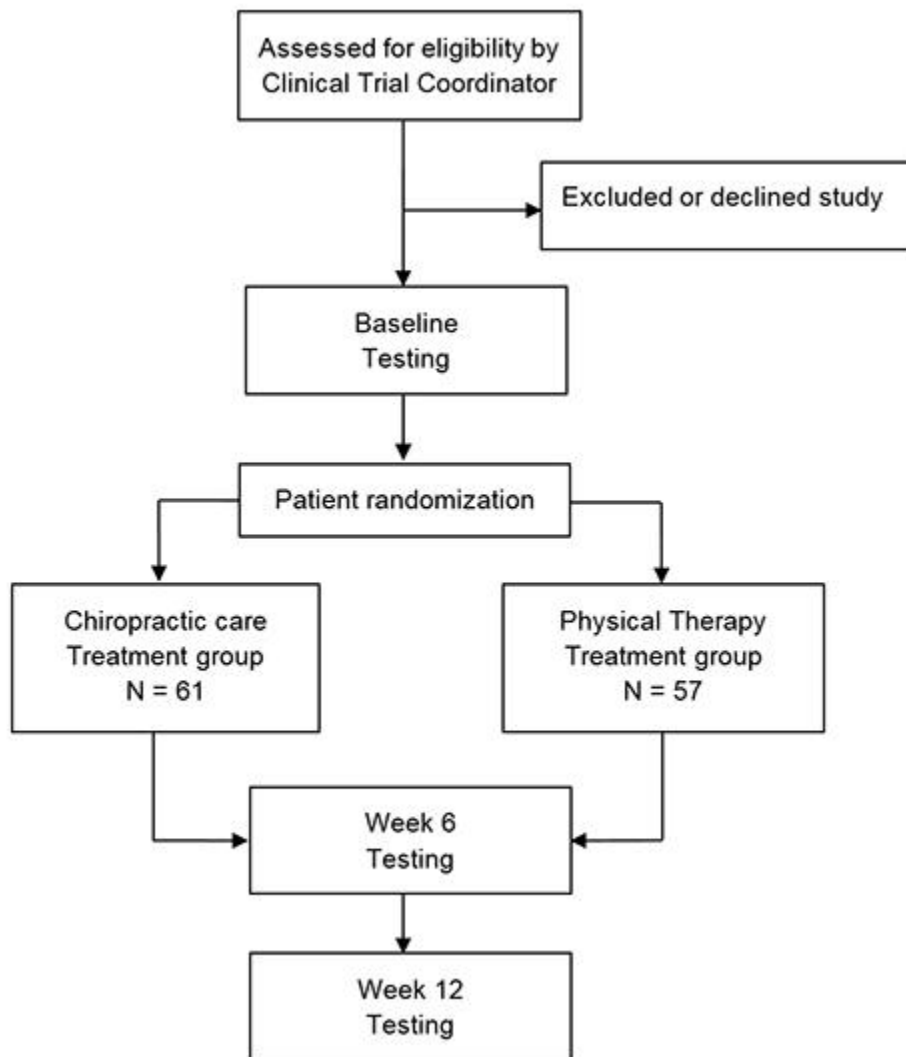 Assessed for eligibility by
Clinical Trial Coordinator
Excluded or declined study
Baseline
Testing
Patient randomization
Chiropractic care
Treatment group
N = 61
Physical Therapy
Treatment group
N = 57
Week 6
Testing
Week 12
Testing